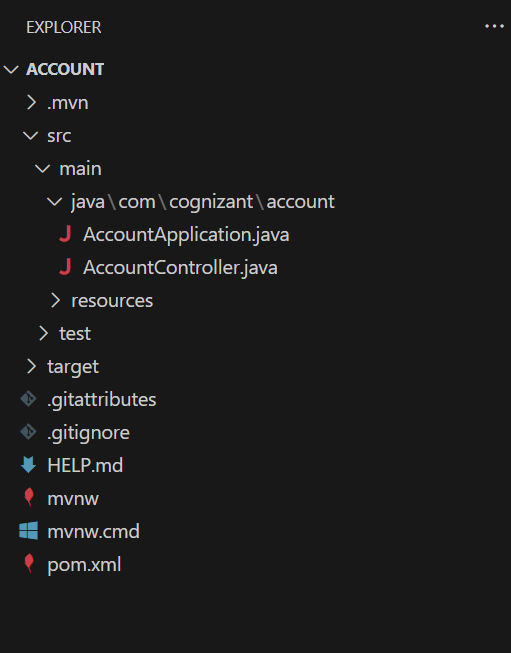 EXPLORER
ACCOUNT
.mvn
src
main
java\com\cognizant\account
AccountApplication.java
AccountController.java
resources
test
target
.gitattributes
.gitignore
HELP.md
mvnw
mvnw.cmd
pom.xml